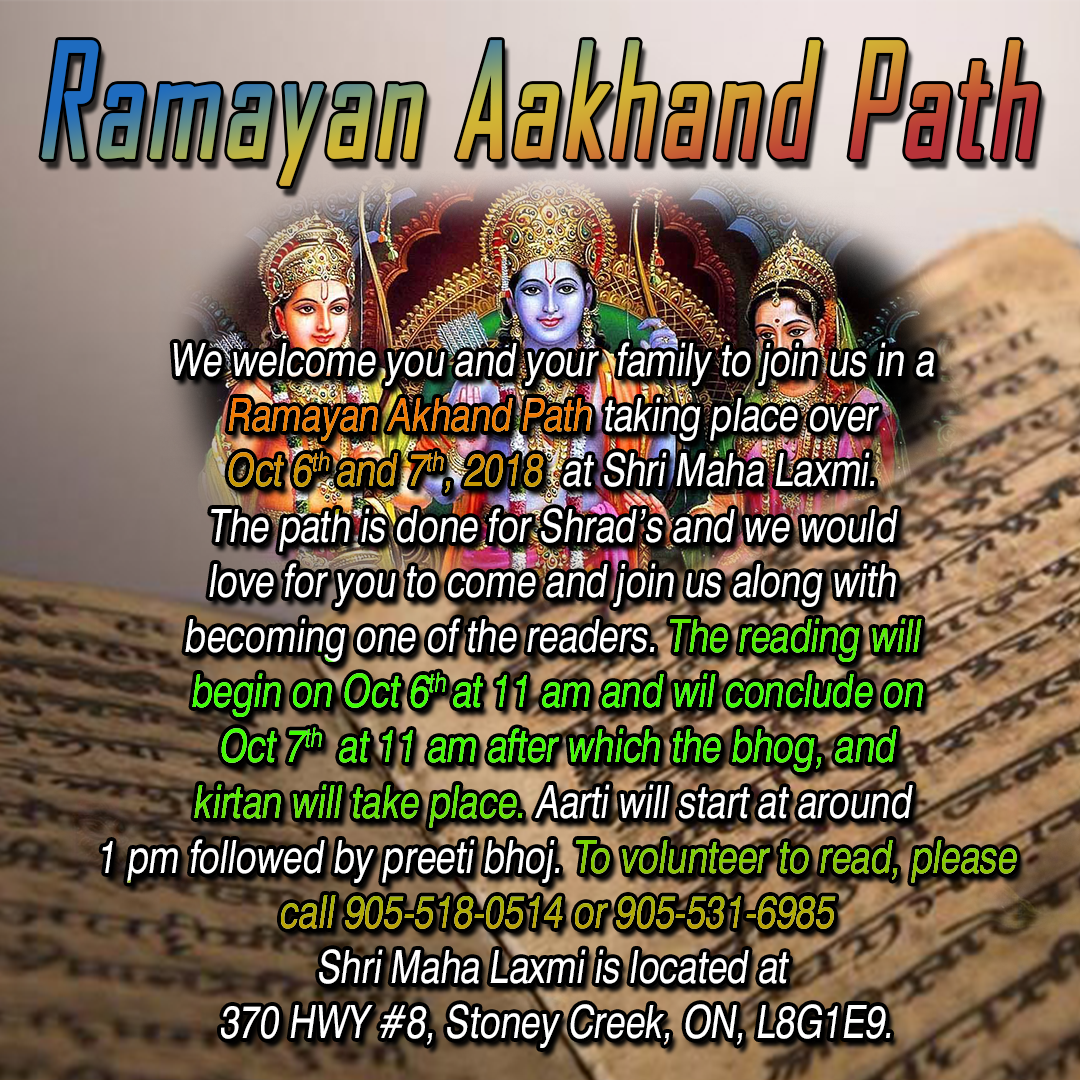 Ramayan Aakhand Path
We welcome you and your family to join us in a
Ramayan Akhand Path taking place over
Oct 6th and 7th, 2018 at Shri Maha Laxmi.
The path is done for Shrad's and we would
love for you to come and join us along with
becoming one of the readers. The reading will
begin on Oct 6th at 11 am and wil conclude on
Oct 7th at 11 am after which the bhog, and
kirtan will take place. Aarti will start at around
1 pm followed by preeti bhoj. To volunteer to read, please
call 905-518-0514 or 905-531-6985
Shri Maha Laxmi is located at
370 HWY #8, Stoney Creek, ON, L8G1E9.